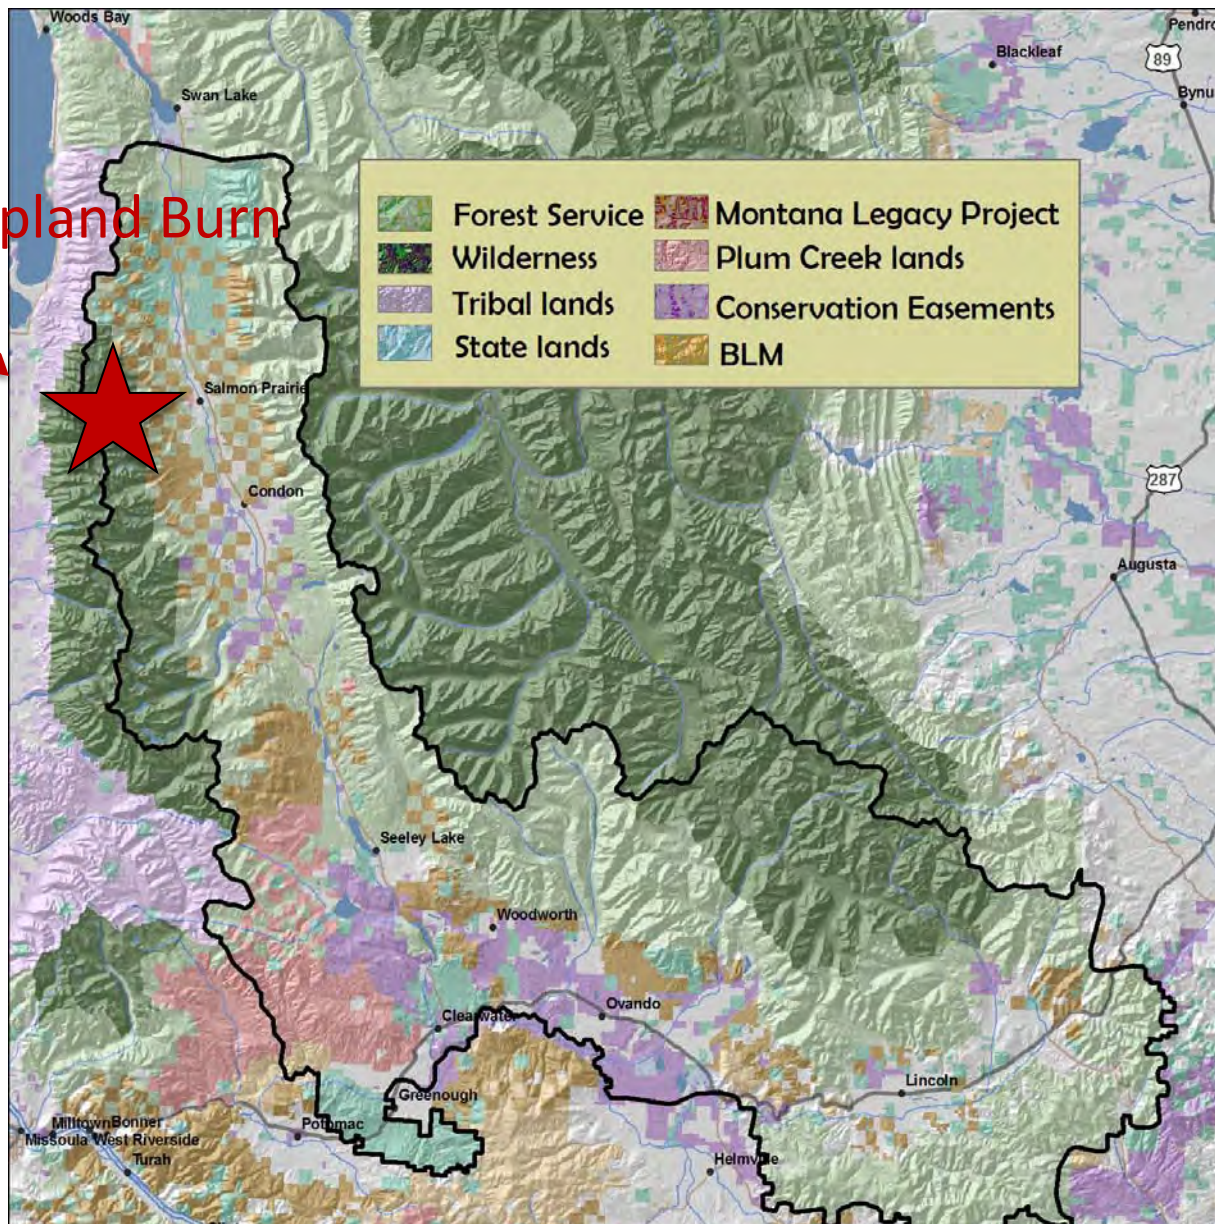 Woods Bay
Blackleaf
89
Swan Lake
pland Burn
Forest Service
Montana Legacy Project
Wilderness
Plum Creek lands
Tribal lands
Conservation Easements
State lands
BLM
Salmon Prairie
Condon
287
Augusta
Seeley Lake
Woodworth
Ovando
Clearwater
Lincoln
Greenough
Milltown
Bonner
Potomac
Missoula
West Riverside
Turah
Helmville